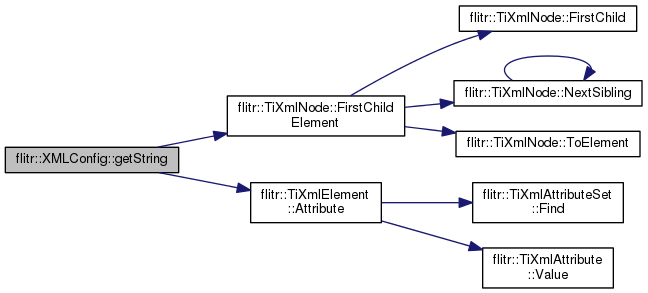 flitr::XMLConfig::getString
flitr::TiXmlNode::FirstChild
Element
flitr::TiXmlElement
::Attribute
flitr::TiXmlNode::FirstChild
flitr::TiXmlNode::NextSibling
flitr::TiXmlNode::ToElement
flitr::TiXmlAttributeSet
::Find
flitr::TiXmlAttribute
::Value